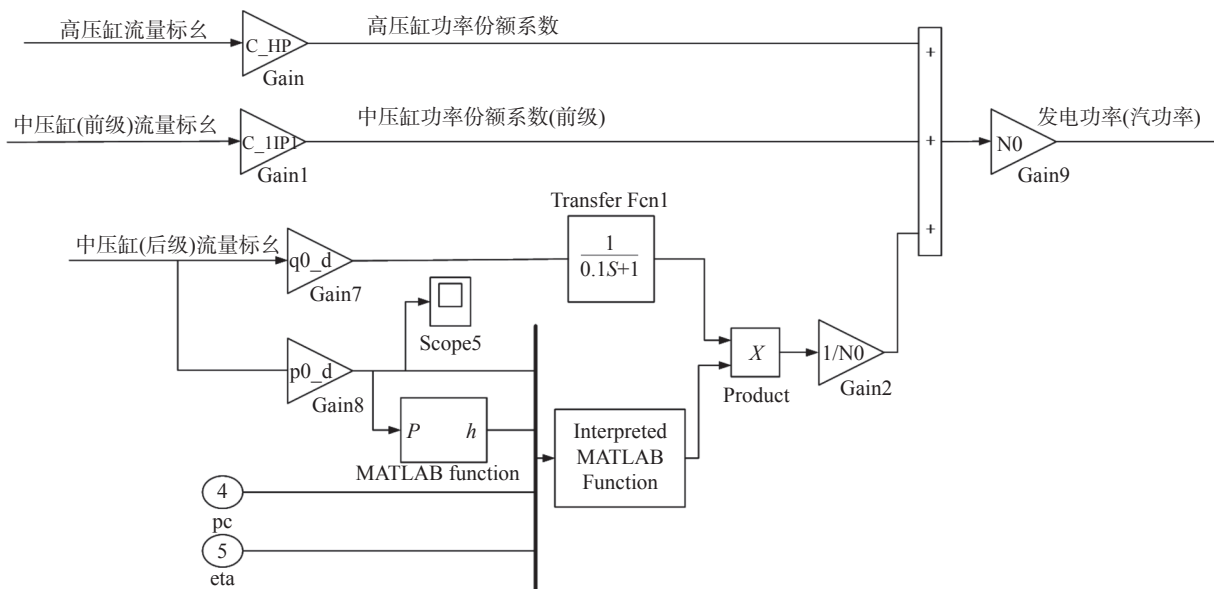 高压缸流量标幺
C_HP
Gain
高压缸功率份额系数
+
中压缸(前级)流量标幺
C_1IP1
Gain1
中压缸功率份额系数(前级)
+
N0
Gain9
发电功率(汽功率)
中压缸(后级)流量标幺
q0_d
Gain7
Transfer Fcn1
1
0.1S+1
+
Scope5
p0_d
Gain8
P h
MATLAB function
Interpreted
MATLAB
Function
X
Product
1/N0
Gain2
4
pc
5
eta